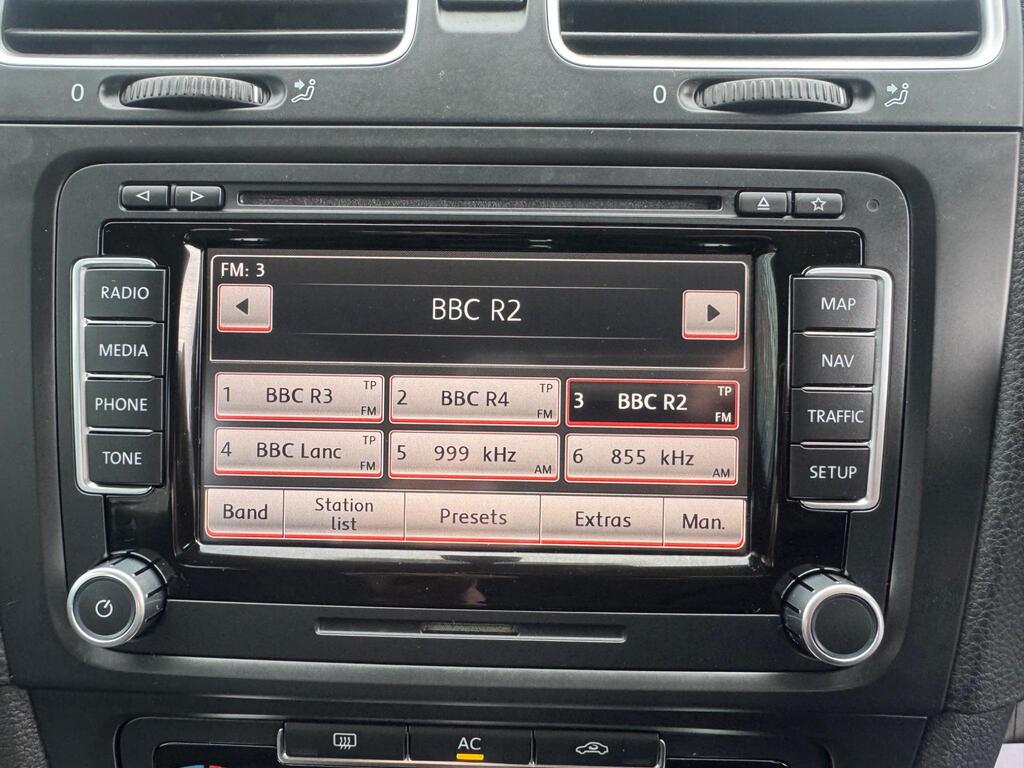 0
0
RADIO
MEDIA
PHONE
TONE
FM: 3
BBC R2
1 BBC R3 TP FM
2 BBC R4 TP FM
3 BBC R2 TP FM
4 BBC Lanc TP FM
5 999 kHz AM
6 855 kHz AM
Band
Station
list
Presets
Extras
Man.
MAP
NAV
TRAFFIC
SETUP
AC